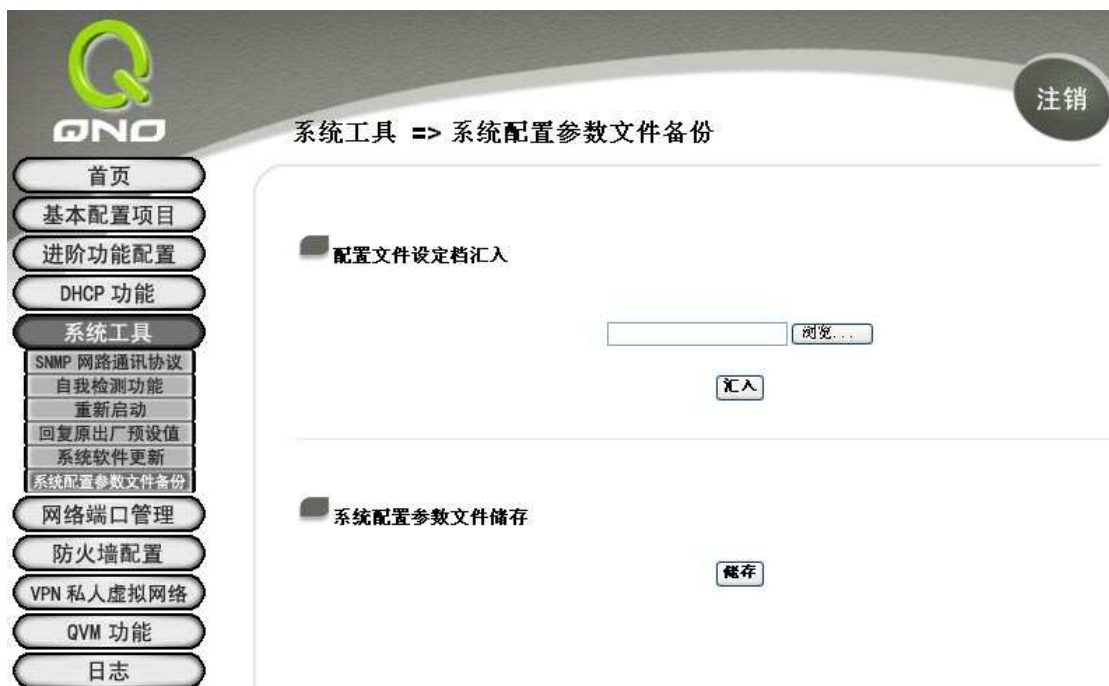 QNO
注销
系统工具 => 系统配置参数文件备份
首页
基本配置项目
进阶功能配置
DHCP 功能
系统工具
SNMP 网路通讯协议
自我检测功能
重新启动
回复原出厂预设值
系统软件更新
系统配置参数文件备份
网络端口管理
防火墙配置
VPN 私人虚拟网络
QVM 功能
日志
配置文件设定档汇入
浏览...
汇入
系统配置参数文件储存
储存